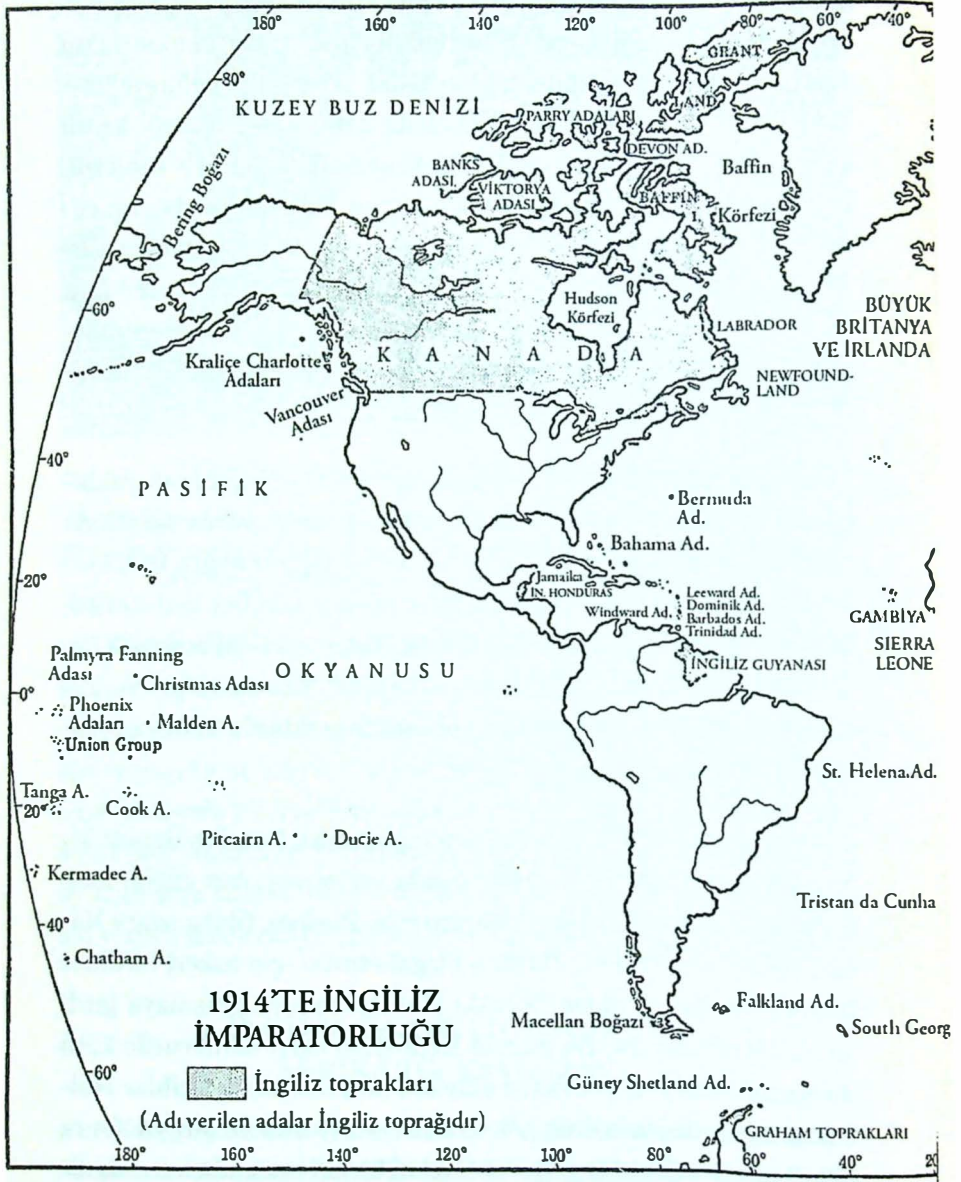 180° 160° 140° 120° 100° 80° 60° 40°
80°
KUZEY BUZ DENİZİ
GRANT
LAND
PARRY ADALARI
DEVON AD.
BANKS
ADASI.
VİKTORYA
ADASI
BAFFİN
I.
Baffin
Körfezi
Bering Boğazı
60°
Hudson
Körfezi
LABRADOR
BÜYÜK
BRİTANYA
VE İRLANDA
KANADA
Kraliçe Charlotte
Adaları
NEWFOUND-
LAND
Vancouver
Adası
40°
PASİFİK
Bermuda
Ad.
Bahama Ad.
20°
Jamaika
İN. HONDURAS
Windward Ad.
Leeward Ad.
Dominik Ad.
Barbados Ad.
Trinidad Ad.
GAMBİYA
SIERRA
LEONE
Palmyra Fanning
Adası
Christmas Adası
OKYANUSU
İNGİLİZ GUYANASI
0°
Phoenix
Adaları
Malden A.
Union Group
St. Helena.Ad.
Tanga A.
20°
Cook A.
Pitcairn A.
Ducie A.
Kermadec A.
Tristan da Cunha
40°
Chatham A.
1914'TE İNGİLİZ
İMPARATORLUĞU
Falkland Ad.
Macellan Boğazı
South Georg
60°
İngiliz toprakları
Güney Shetland Ad.
(Adı verilen adalar İngiliz toprağıdır)
GRAHAM TOPRAKLARI
180° 160° 140° 120° 100° 80° 60° 40° 2